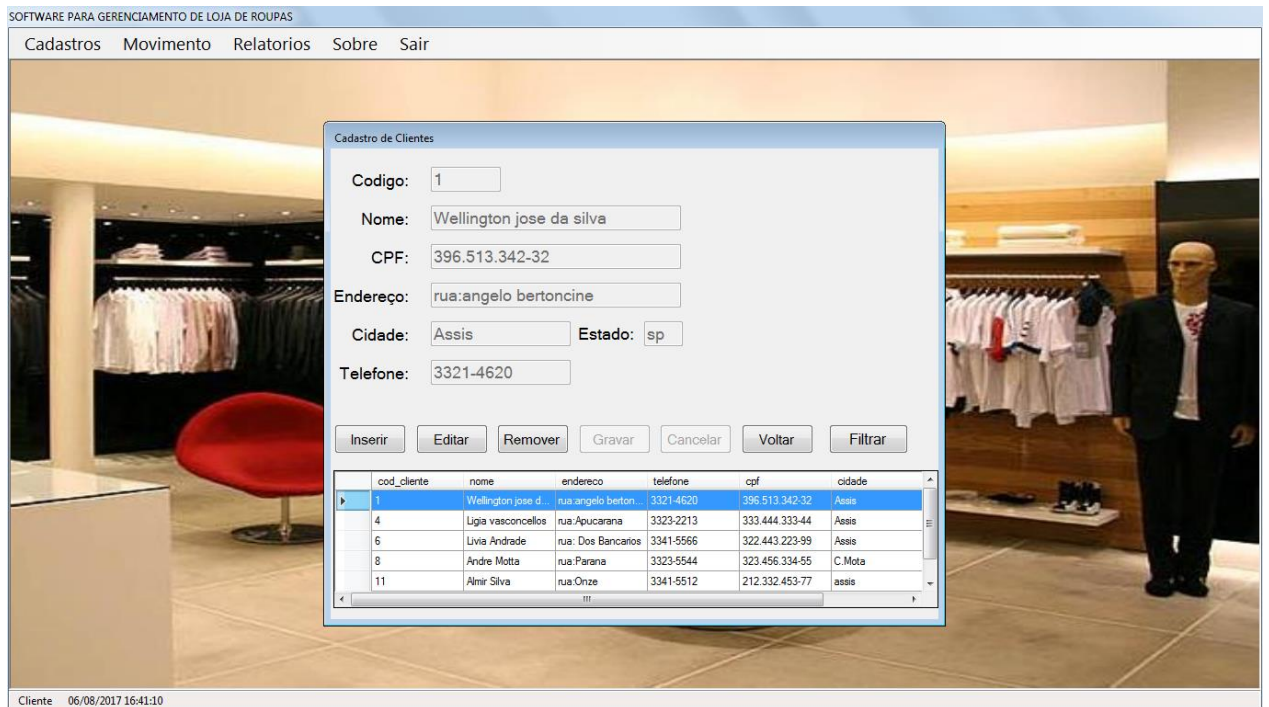 SOFTWARE PARA GERENCIAMENTO DE LOJA DE ROUPAS
Cadastros Movimento Relatorios Sobre Sair
Cadastro de Clientes
Codigo: 1
Nome: Wellington jose da silva
CPF: 396.513.342-32
Endereço: rua:angelo bertoncine
Cidade: Assis Estado: sp
Telefone: 3321-4620
Inserir Editar Remover Gravar Cancelar Voltar Filtrar
cod_cliente nome endereco telefone cpf cidade
1 Wellington jose d... rua:angelo berton... 3321-4620 396.513.342-32 Assis
4 Ligia vasconcellos rua:Apucarana 3323-2213 333.444.333-44 Assis
6 Livia Andrade rua: Dos Bancarios 3341-5566 322.443.223-99 Assis
8 Andre Motta rua:Parana 3323-5544 323.456.334-55 C.Mota
11 Almir Silva rua:Onze 3341-5512 212.332.453-77 assis
Cliente 06/08/2017 16:41:10